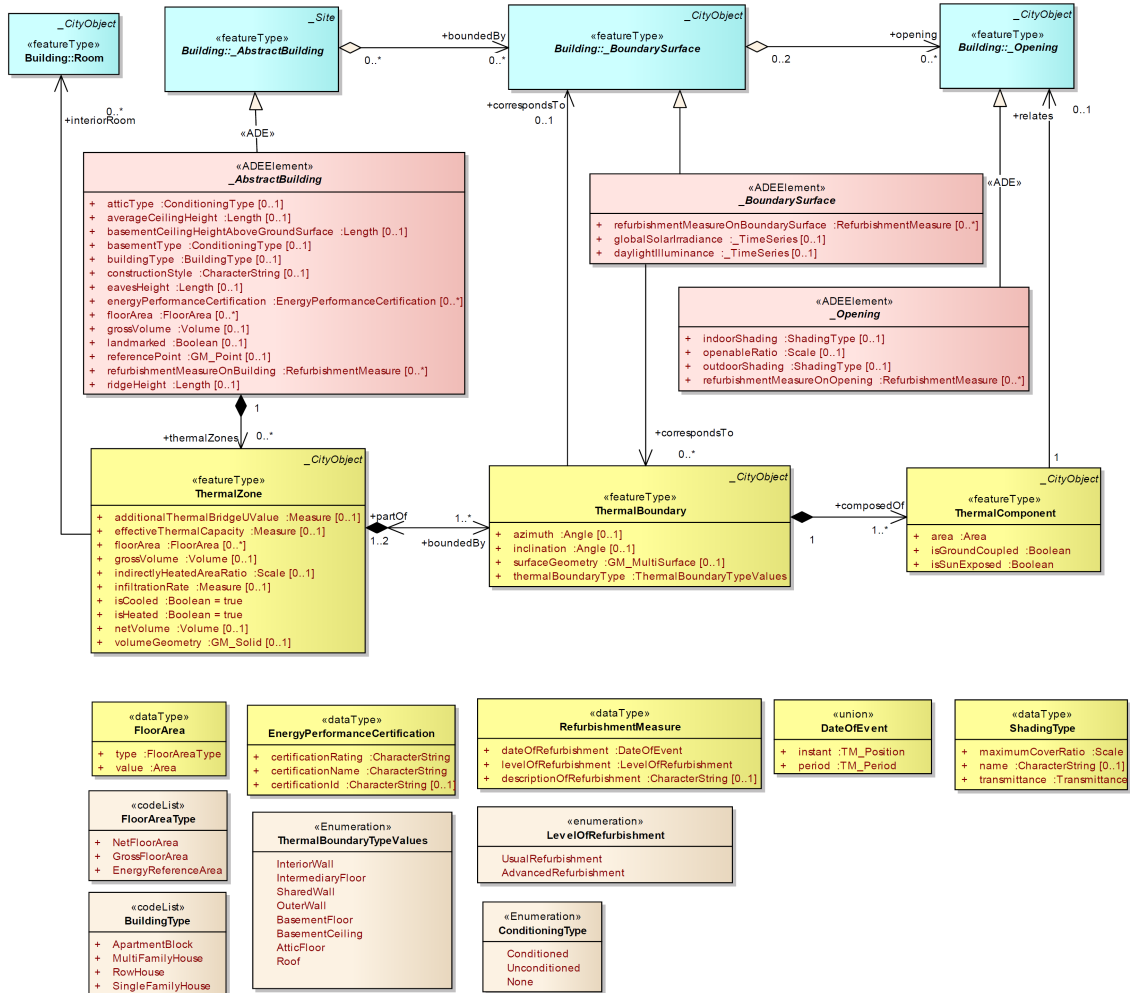 _CityObject
«featureType»
Building::Room
_Site
«featureType»
Building::_AbstractBuilding
+boundedBy
0..*
0..*
_CityObject
«featureType»
Building::_BoundarySurface
+opening
0..2
0..*
_CityObject
«featureType»
Building::_Opening
0..*
+interiorRoom
«ADE»
+correspondsTo
0..1
+relates
0..1
«ADE»
«ADEElement»
_AbstractBuilding
+ atticType :ConditioningType [0..1]
+ averageCeilingHeight :Length [0..1]
+ basementCeilingHeightAboveGroundSurface :Length [0..1]
+ basementType :ConditioningType [0..1]
+ buildingType :BuildingType [0..1]
+ constructionStyle :CharacterString [0..1]
+ eavesHeight :Length [0..1]
+ energyPerformanceCertification :EnergyPerformanceCertification [0..*]
+ floorArea :FloorArea [0..*]
+ grossVolume :Volume [0..1]
+ landmarked :Boolean [0..1]
+ referencePoint :GM_Point [0..1]
+ refurbishmentMeasureOnBuilding :RefurbishmentMeasure [0..*]
+ ridgeHeight :Length [0..1]
«ADEElement»
_BoundarySurface
+ refurbishmentMeasureOnBoundarySurface :RefurbishmentMeasure [0..*]
+ globalSolarIrradiance :_TimeSeries [0..1]
+ daylightIlluminance :_TimeSeries [0..1]
«ADEElement»
_Opening
+ indoorShading :ShadingType [0..1]
+ openableRatio :Scale [0..1]
+ outdoorShading :ShadingType [0..1]
+ refurbishmentMeasureOnOpening :RefurbishmentMeasure [0..*]
1
+thermalZones
0..*
+correspondsTo
0..*
1
_CityObject
«featureType»
ThermalZone
+ additionalThermalBridgeUValue :Measure [0..1]
+ effectiveThermalCapacity :Measure [0..1]
+ floorArea :FloorArea [0..*]
+ grossVolume :Volume [0..1]
+ indirectlyHeatedAreaRatio :Scale [0..1]
+ infiltrationRate :Measure [0..1]
+ isCooled :Boolean = true
+ isHeated :Boolean = true
+ netVolume :Volume [0..1]
+ volumeGeometry :GM_Solid [0..1]
+partOf
1..2
1..*
+boundedBy
_CityObject
«featureType»
ThermalBoundary
+ azimuth :Angle [0..1]
+ inclination :Angle [0..1]
+ surfaceGeometry :GM_MultiSurface [0..1]
+ thermalBoundaryType :ThermalBoundaryTypeValues
+composedOf
1
1..*
_CityObject
«featureType»
ThermalComponent
+ area :Area
+ isGroundCoupled :Boolean
+ isSunExposed :Boolean
«dataType»
FloorArea
+ type :FloorAreaType
+ value :Area
«dataType»
EnergyPerformanceCertification
+ certificationRating :CharacterString
+ certificationName :CharacterString
+ certificationId :CharacterString [0..1]
«dataType»
RefurbishmentMeasure
+ dateOfRefurbishment :DateOfEvent
+ levelOfRefurbishment :LevelOfRefurbishment
+ descriptionOfRefurbishment :CharacterString [0..1]
«union»
DateOfEvent
+ instant :TM_Position
+ period :TM_Period
«dataType»
ShadingType
+ maximumCoverRatio :Scale
+ name :CharacterString [0..1]
+ transmittance :Transmittance
«codeList»
FloorAreaType
+ NetFloorArea
+ GrossFloorArea
+ EnergyReferenceArea
«Enumeration»
ThermalBoundaryTypeValues
InteriorWall
IntermediaryFloor
SharedWall
OuterWall
BasementFloor
BasementCeiling
AtticFloor
Roof
«enumeration»
LevelOfRefurbishment
UsualRefurbishment
AdvancedRefurbishment
«codeList»
BuildingType
+ ApartmentBlock
+ MultiFamilyHouse
+ RowHouse
+ SingleFamilyHouse
«Enumeration»
ConditioningType
Conditioned
Unconditioned
None